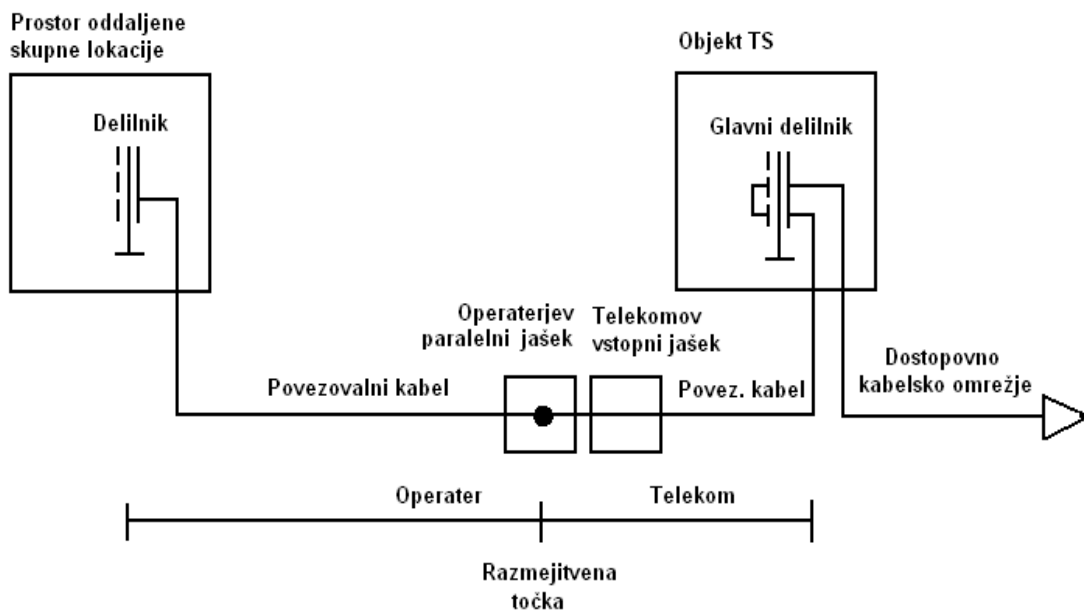 Prostor oddaljene
skupne lokacije
Objekt TS
Delilnik
Glavni delilnik
Operaterjev
paralelni jašek
Telekomov
vstopni jašek
Povezovalni kabel
Povez. kabel
Dostopovno
kabelsko omrežje
Operater
Telekom
Razmejitvena
točka